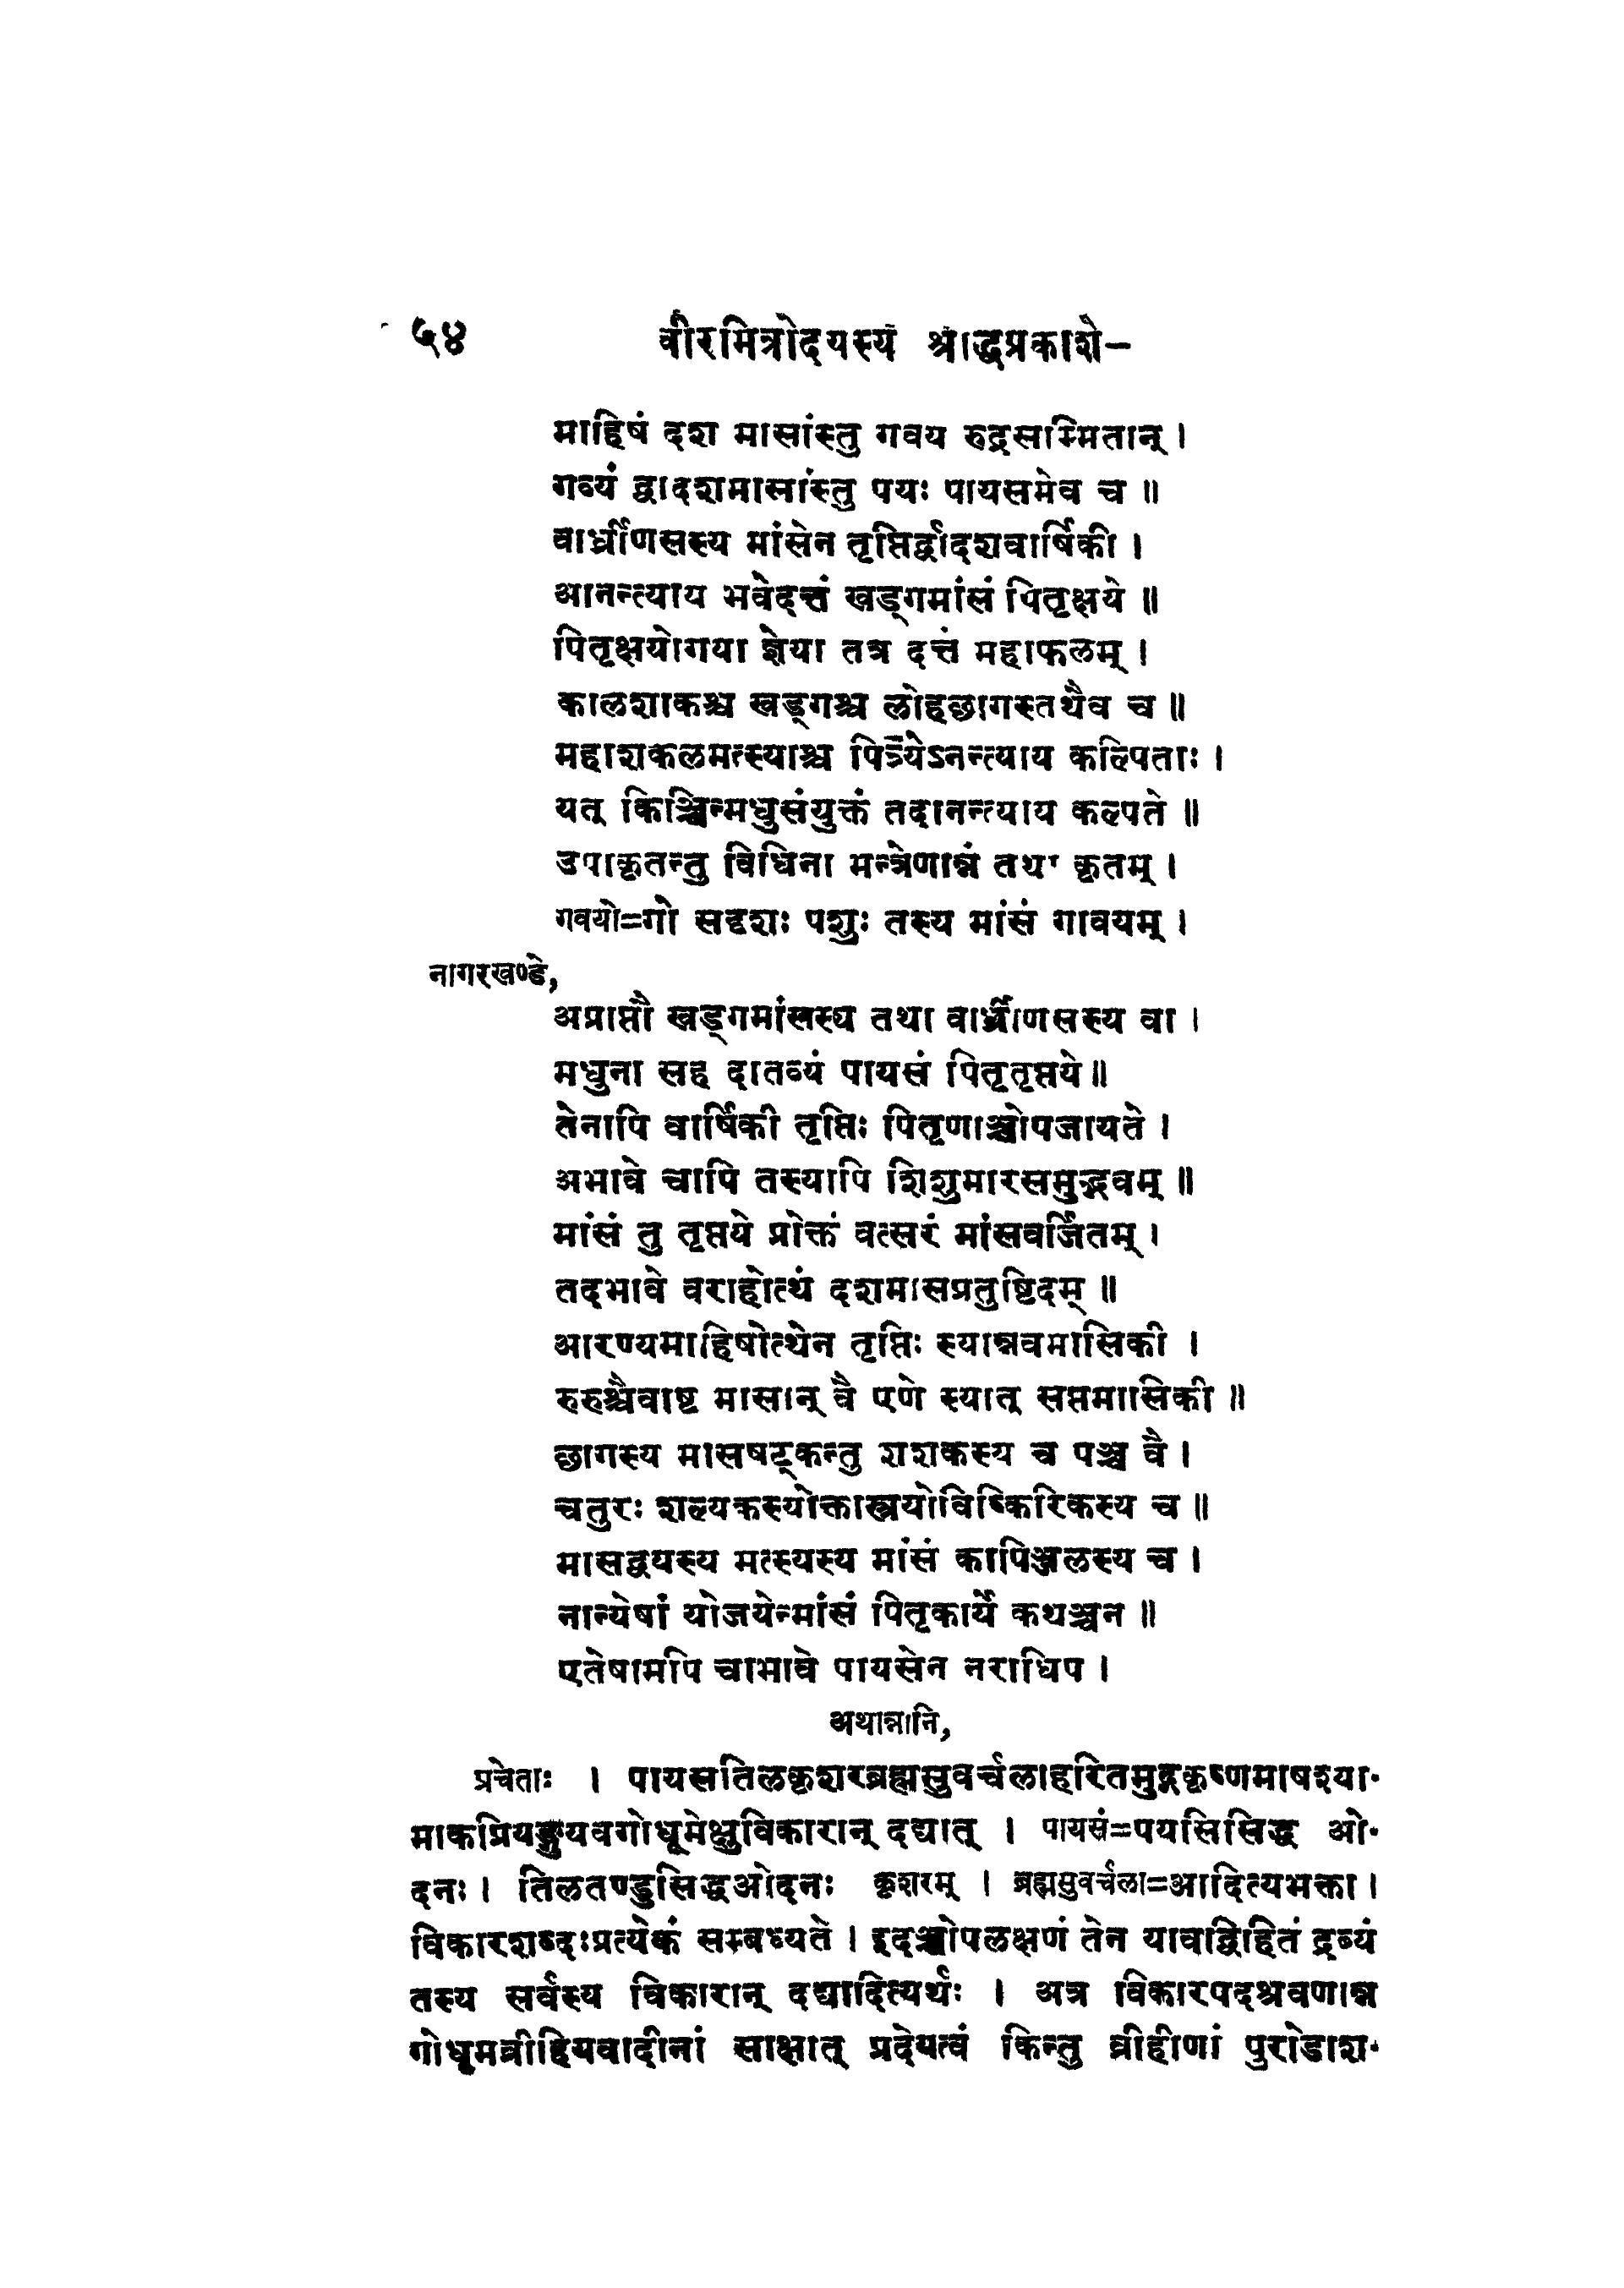 ५४ वीरमित्रोदयस्य श्राद्धप्रकाशे–
माहिषं दश मासांस्तु गवय रुद्रसम्मितान् ।
गव्यं द्वादशमासांस्तु पयः पायसमेव च ॥
वार्ध्रीणसस्य मांसेन तृप्तिर्द्वादशवार्षिकी ।
आनन्त्याय भवेद्दत्तं खड्गमांसं पितृक्षये ॥
पितृक्षयोगया ज्ञेया तत्र दत्तं महाफलम् ।
कालशाकश्च खड्गश्च लोहछागस्तथैव च ॥
महाशकलमत्स्याश्च पित्र्येऽनन्त्याय कल्पिताः ।
यत् किञ्चिन्मधुसंयुक्तं तदानन्त्याय कल्पते ॥
उपाकृतन्तु विधिना मन्त्रेणान्नं तथा कृतम् ।
गवयो=गो सदृशः पशुः तस्य मांसं गावयम् ।
नागरखण्डे,
अप्राप्तौ खड्गमांसस्य तथा वार्ध्रीणसस्य वा ।
मधुना सह दातव्यं पायसं पितृतृप्तये ॥
तेनापि वार्षिकी तृप्तिः पितृणाञ्चोपजायते ।
अभावे चापि तस्यापि शिशुमारसमुद्भवम् ॥
मांसं तु तृप्तये प्रोक्तं वत्सरं मांसवर्जितम् ।
तदभावे वराहोत्थं दशमासप्रतुष्टिदम् ॥
आरण्यमाहिषोत्थेन तृप्तिः स्यान्नवमासिकी ।
रुरुश्चैवाष्ट मासान् वै एणे स्यात् सप्तमासिकी ॥
छागस्य मासषट्कन्तु शशकस्य च पञ्च वै ।
चतुरः शल्यकस्योक्तास्त्रयोविष्किरिकस्य च ॥
मासद्वयस्य मत्स्यस्य मांसं कापिञ्जलस्य च ।
नान्येषां योजयेन्मांसं पितृकार्ये कथञ्चन ॥
एतेषामपि चाभावे पायसेन नराधिप ।
अथान्नानि,
प्रचेताः । पायसतिलकृशरब्रह्मसुवर्चलाहरितमुद्गकृष्णमाषश्या-
माकप्रियङ्गुयवगोधूमेक्षुविकारान् दद्यात् । पायसं=पयसिसिद्ध ओ-
दनः । तिलतण्डुसिद्धओदनः कृशरम् । ब्रह्मसुवर्चला=आदित्यभक्ता ।
विकारशब्दःप्रत्येकं सम्बध्यते । इदञ्चोपलक्षणं तेन यावद्विहितं द्रव्यं
तस्य सर्वस्य विकारान् दद्यादित्यर्थः । अत्र विकारपदश्रवणान्न
गोधूमव्रीहियवादीनां साक्षात् प्रदेयत्वं किन्तु व्रीहीणां पुरोडाश-